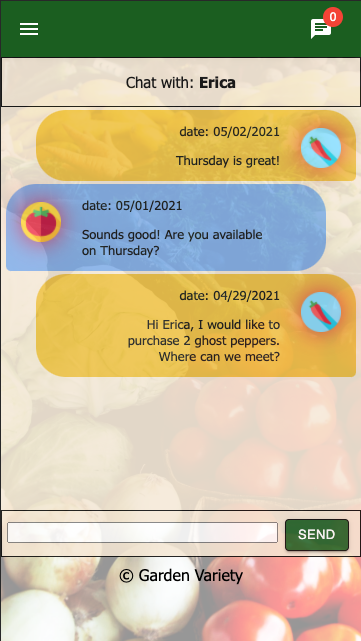 0
Chat with: Erica
date: 05/02/2021
Thursday is great!
date: 05/01/2021
Sounds good! Are you available
on Thursday?
date: 04/29/2021
Hi Erica, I would like to
purchase 2 ghost peppers.
Where can we meet?
SEND
© Garden Variety